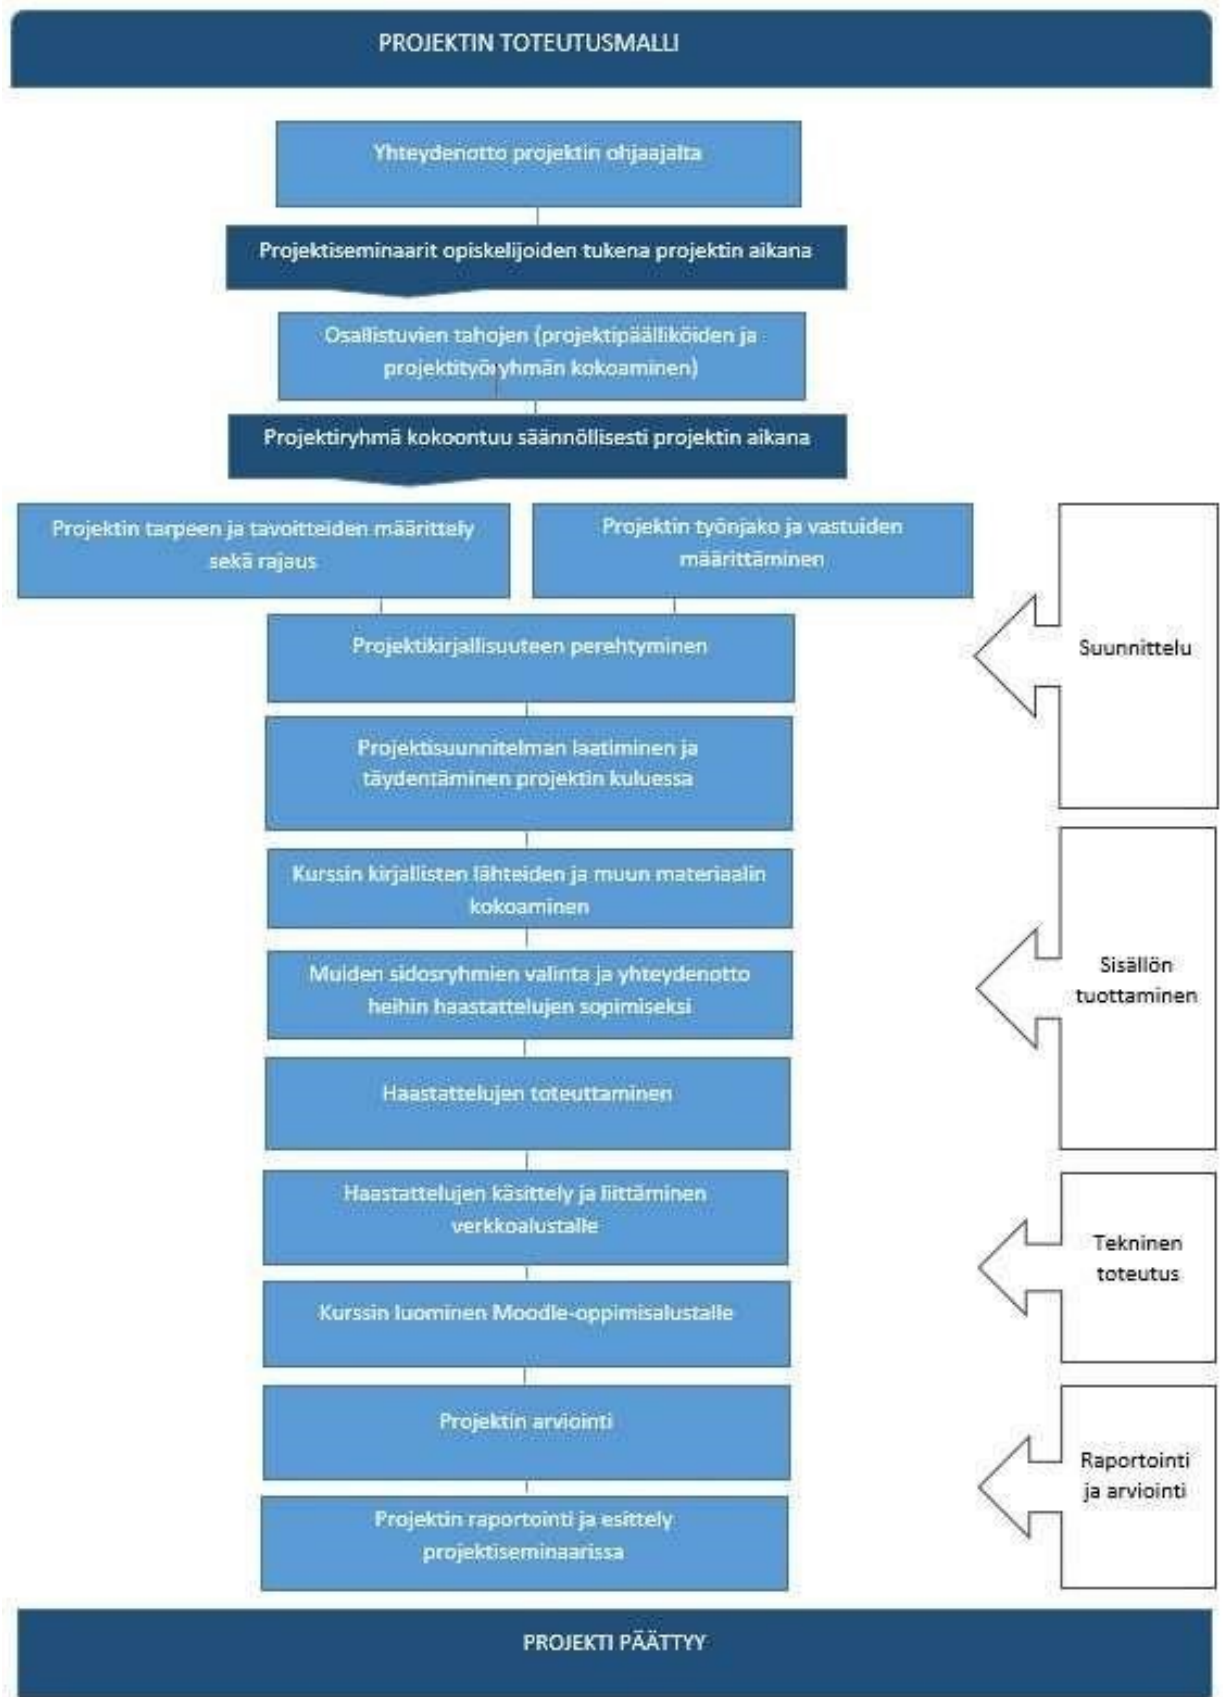 PROJEKTIN TOTEUTUSMALLI
Yhteydenotto projektin ohjaajalta
Projektiseminaarit opiskelijoiden tukena projektin aikana
Osallistuvien tahojen (projektipäälliköiden ja
projektityöryhmän kokoaminen)
Projektiryhmä kokoontuu säännöllisesti projektin aikana
Projektin tarpeen ja tavoitteiden määrittely
sekä rajaus
Projektin työnjako ja vastuiden
määrittäminen
Projektikirjallisuuteen perehtyminen
Suunnittelu
Projektisuunnitelman laatiminen ja
täydentäminen projektin kuluessa
Kurssin kirjallisten lähteiden ja muun materiaalin
kokoaminen
Muiden sidosryhmien valinta ja yhteydenotto
heihin haastattelujen sopimiseksi
Sisällön
tuottaminen
Haastattelujen toteuttaminen
Haastattelujen käsittely ja liittäminen
verkkoalustalle
Tekninen
toteutus
Kurssin luominen Moodle-oppimisalustalle
Projektin arviointi
Raportointi
ja arviointi
Projektin raportointi ja esittely
projektiseminaarissa
PROJEKTI PÄÄTTYY